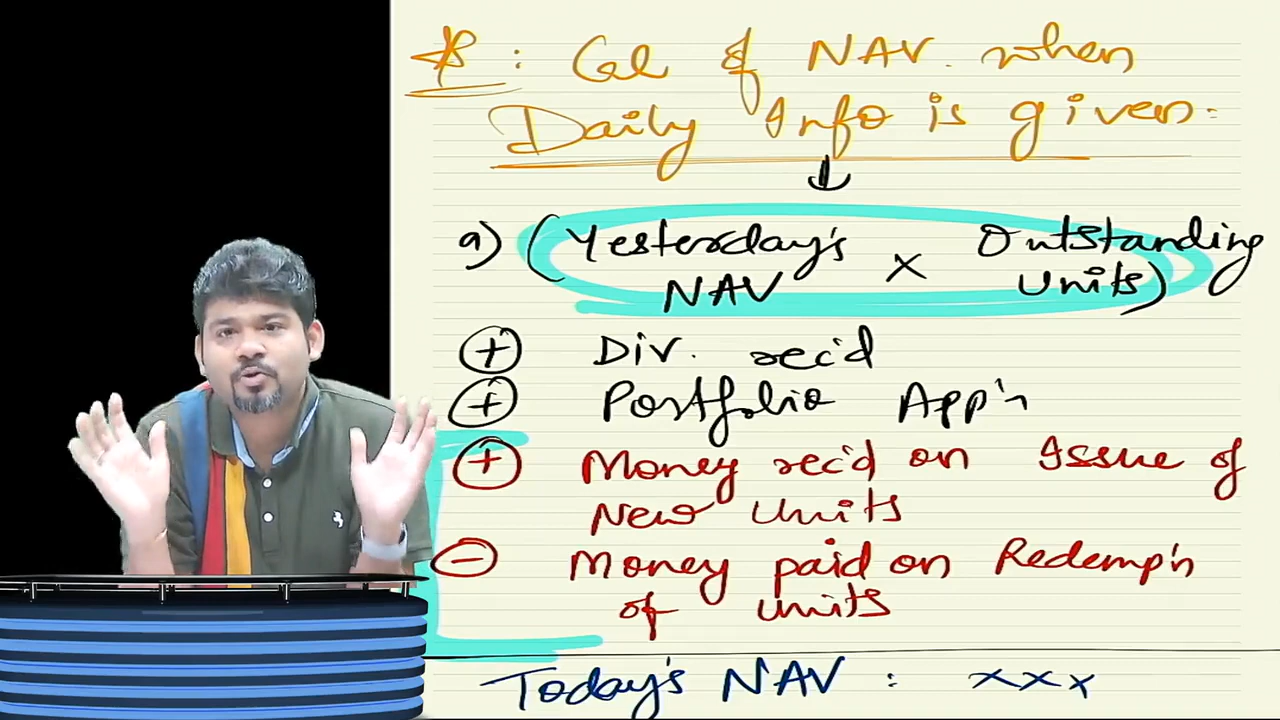 * : Cal of NAV. when
Daily Info is given:
a) (Yesterday's NAV × Outstanding Units)
+ Div. rec'd
+ Portfolio App'n
+ Money rec'd on Issue of
New Units
- Money paid on Redemp'n
of units
Today's NAV : xxx